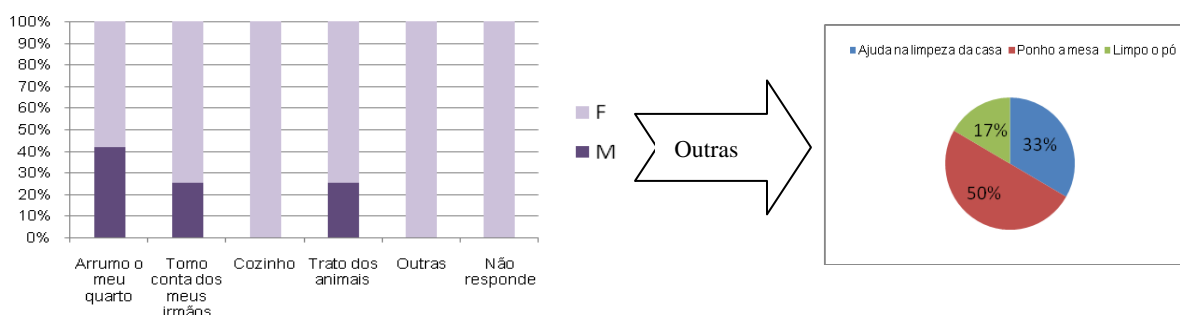 100%
90%
80%
70%
60%
50%
40%
30%
20%
10%
0%
Arrumo o
meu
quarto
Tomo
conta dos
meus
irmãos
Cozinho
Trato dos
animais
Outras
Não
responde
F
M
Outras
Ajuda na limpeza da casa
Ponho a mesa
Limpo o pó
17%
33%
50%